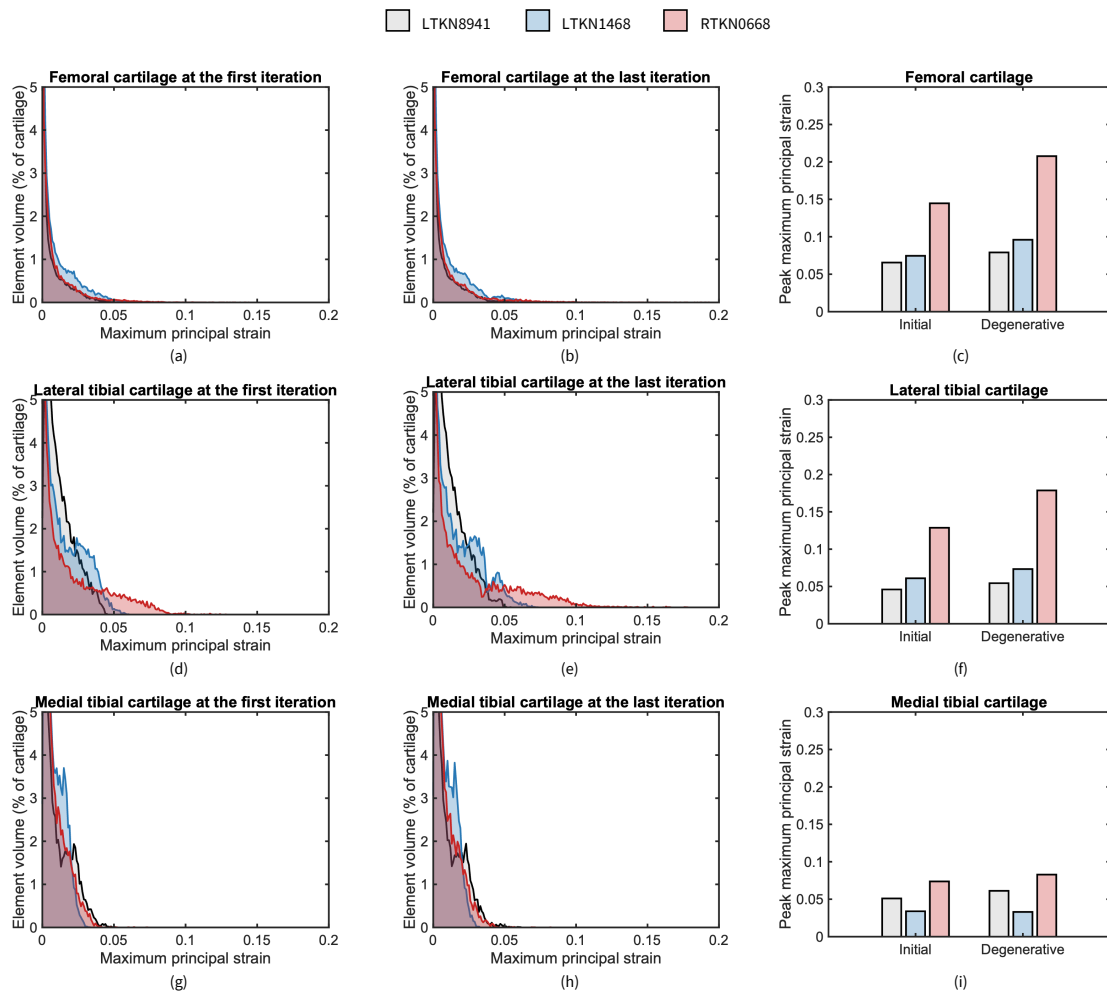 LTKN8941 LTKN1468 RTKN0668
Femoral cartilage at the first iteration
Element volume (% of cartilage)
5
4
3
2
1
0
0 0.05 0.1 0.15 0.2
Maximum principal strain
(a)
Femoral cartilage at the last iteration
Element volume (% of cartilage)
5
4
3
2
1
0
0 0.05 0.1 0.15 0.2
Maximum principal strain
(b)
Femoral cartilage
Peak maximum principal strain
0.3
0.25
0.2
0.15
0.1
0.05
0
Initial Degenerative
(c)
Lateral tibial cartilage at the first iteration
Element volume (% of cartilage)
5
4
3
2
1
0
0 0.05 0.1 0.15 0.2
Maximum principal strain
(d)
Lateral tibial cartilage at the last iteration
Element volume (% of cartilage)
5
4
3
2
1
0
0 0.05 0.1 0.15 0.2
Maximum principal strain
(e)
Lateral tibial cartilage
Peak maximum principal strain
0.3
0.25
0.2
0.15
0.1
0.05
0
Initial Degenerative
(f)
Medial tibial cartilage at the first iteration
Element volume (% of cartilage)
5
4
3
2
1
0
0 0.05 0.1 0.15 0.2
Maximum principal strain
(g)
Medial tibial cartilage at the last iteration
Element volume (% of cartilage)
5
4
3
2
1
0
0 0.05 0.1 0.15 0.2
Maximum principal strain
(h)
Medial tibial cartilage
Peak maximum principal strain
0.3
0.25
0.2
0.15
0.1
0.05
0
Initial Degenerative
(i)